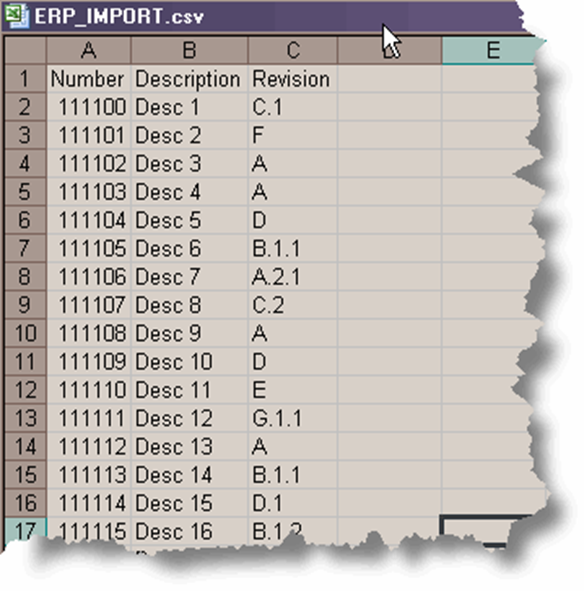 ERP_IMPORT.csv
A B C E
1 Number Description Revision
2 111100 Desc 1 C.1
3 111101 Desc 2 F
4 111102 Desc 3 A
5 111103 Desc 4 A
6 111104 Desc 5 D
7 111105 Desc 6 B.1.1
8 111106 Desc 7 A.2.1
9 111107 Desc 8 C.2
10 111108 Desc 9 A
11 111109 Desc 10 D
12 111110 Desc 11 E
13 111111 Desc 12 G.1.1
14 111112 Desc 13 A
15 111113 Desc 14 B.1.1
16 111114 Desc 15 D.1
17 111115 Desc 16 B.1.2